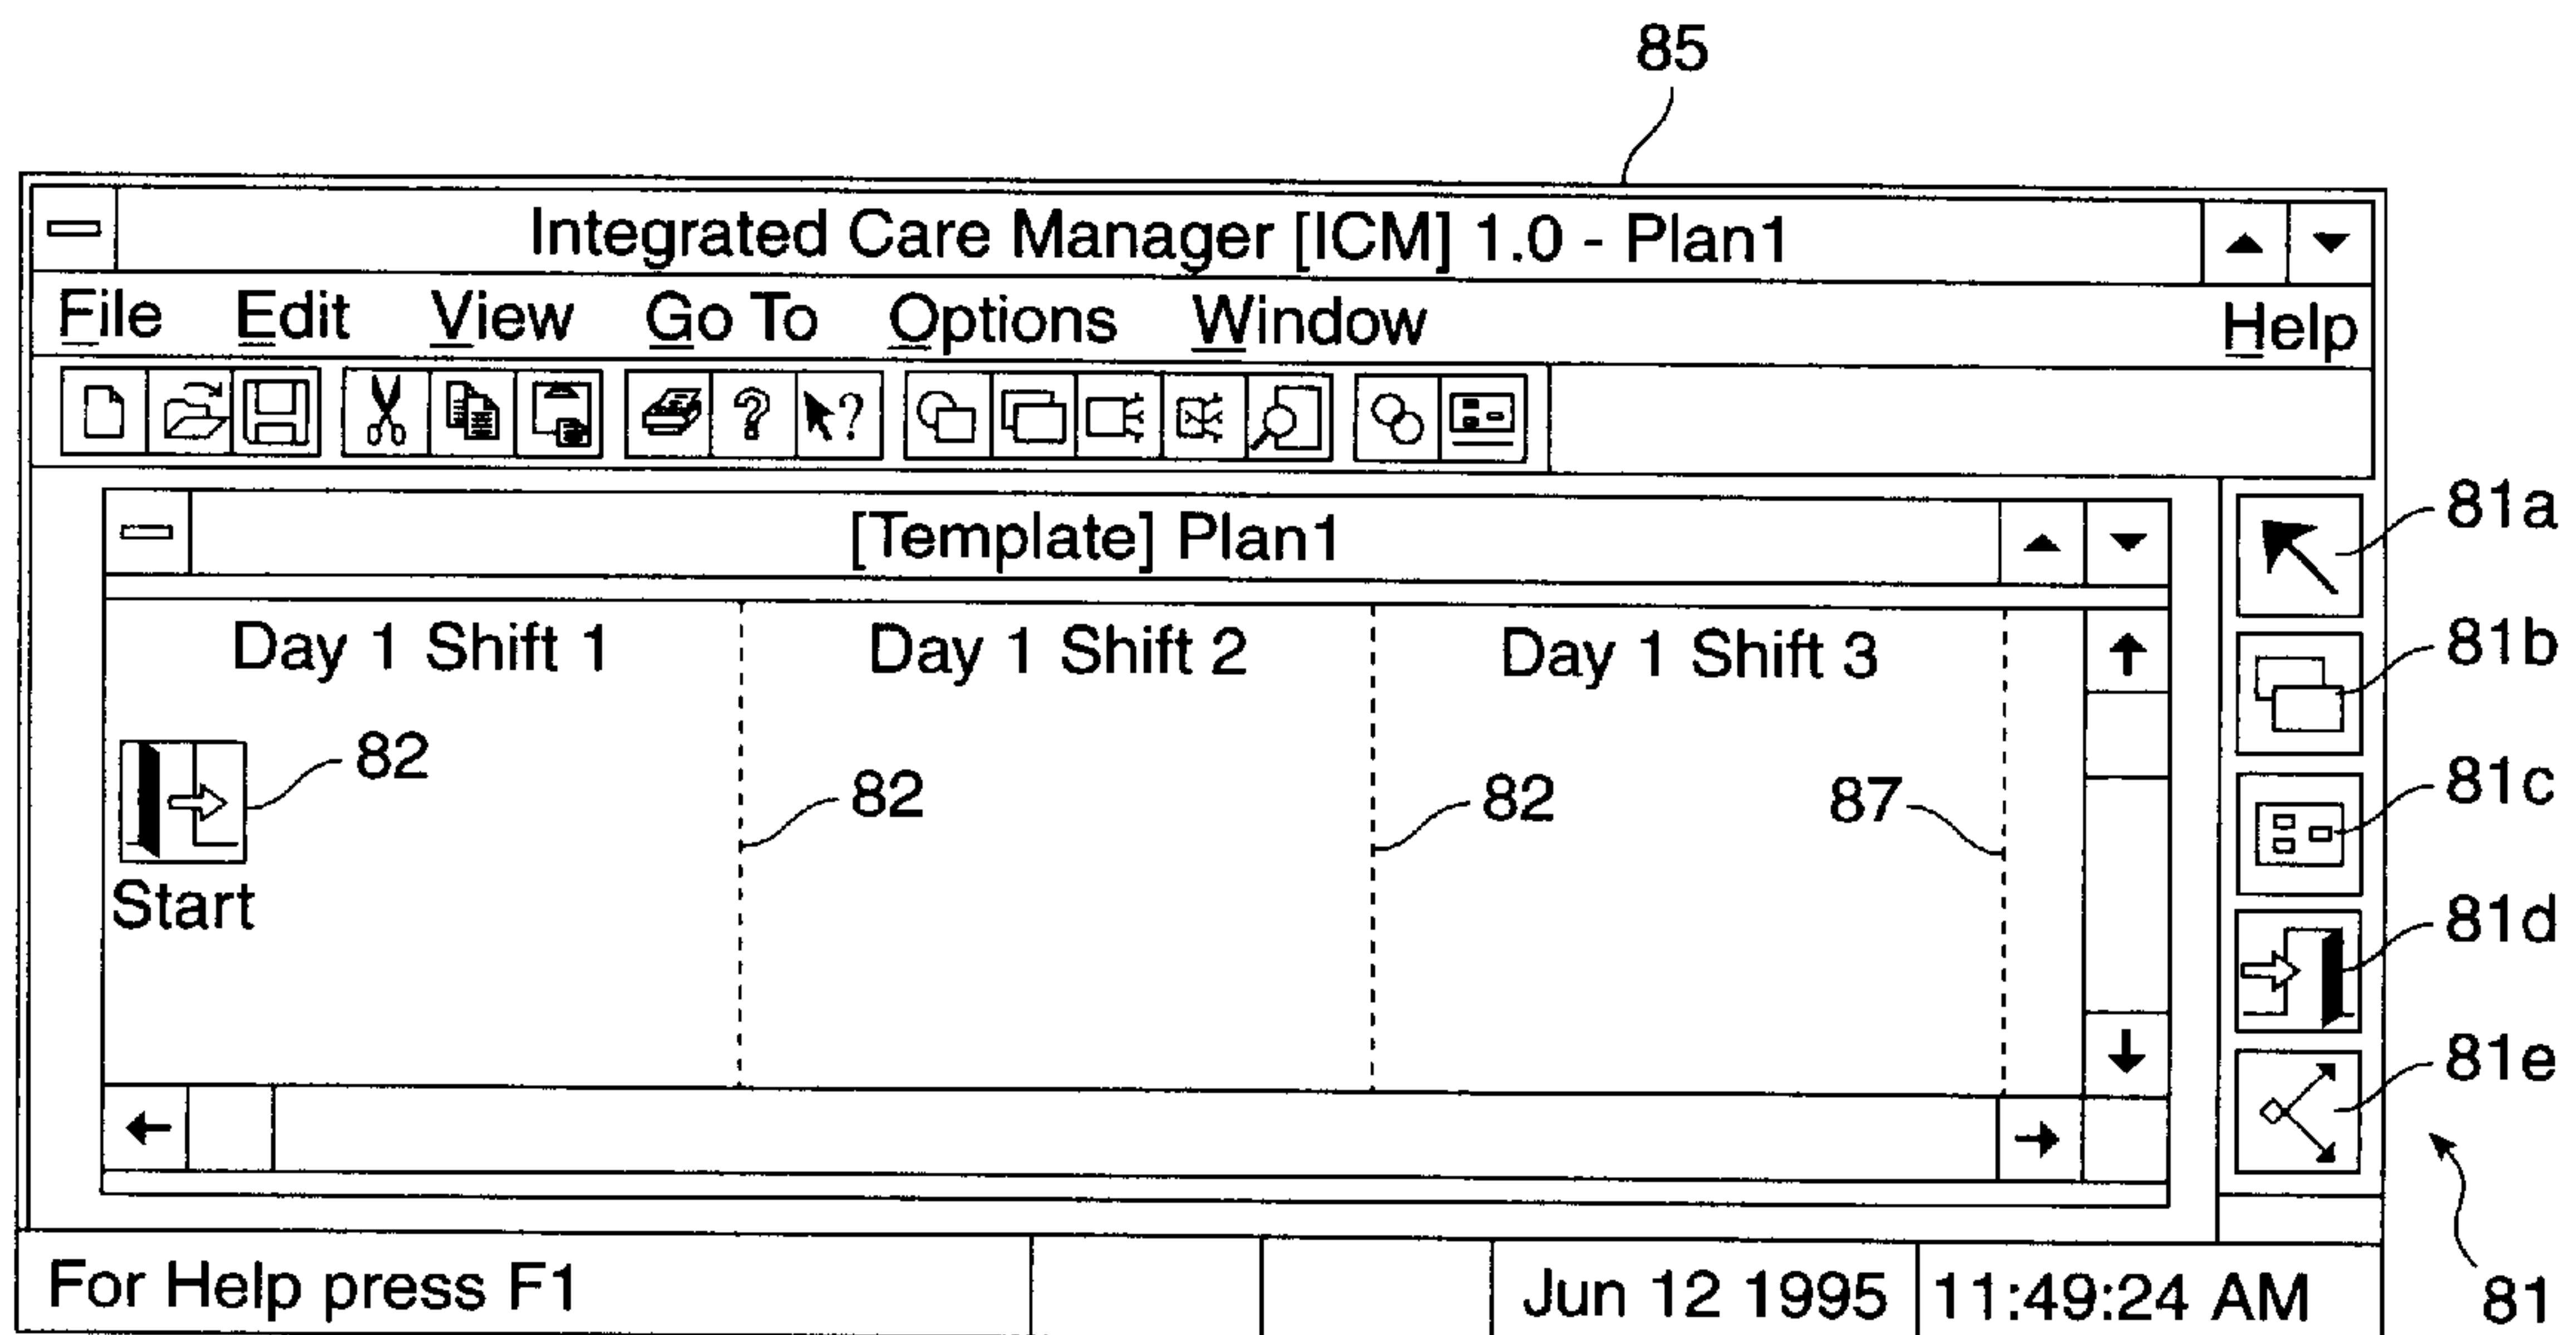 85
Integrated Care Manager [ICM] 1.0 - Plan1
File Edit View Go To Options Window Help
? ?
[Template] Plan1
81a
Day 1 Shift 1 Day 1 Shift 2 Day 1 Shift 3
81b
82
82
82
87
81c
Start
81d
81e
For Help press F1
Jun 12 1995
11:49:24 AM
81